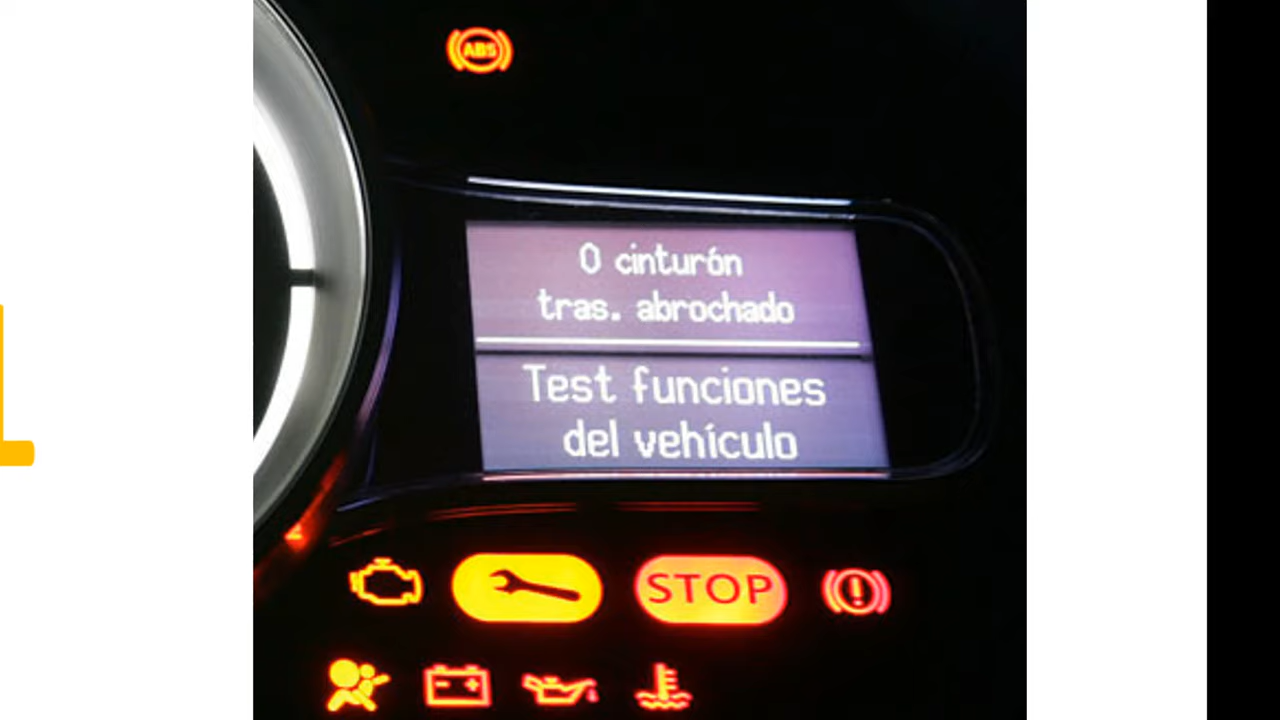 ABS
0 cinturón
tras. abrochado
Test funciones
del vehículo
STOP